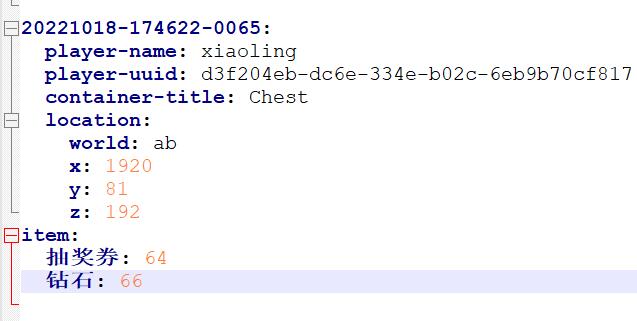 20221018-174622-0065:
player-name: xiaoling
player-uuid: d3f204eb-dc6e-334e-b02c-6eb9b70cf817
container-title: Chest
location:
world: ab
x: 1920
y: 81
z: 192
item:
抽奖券: 64
钻石: 66